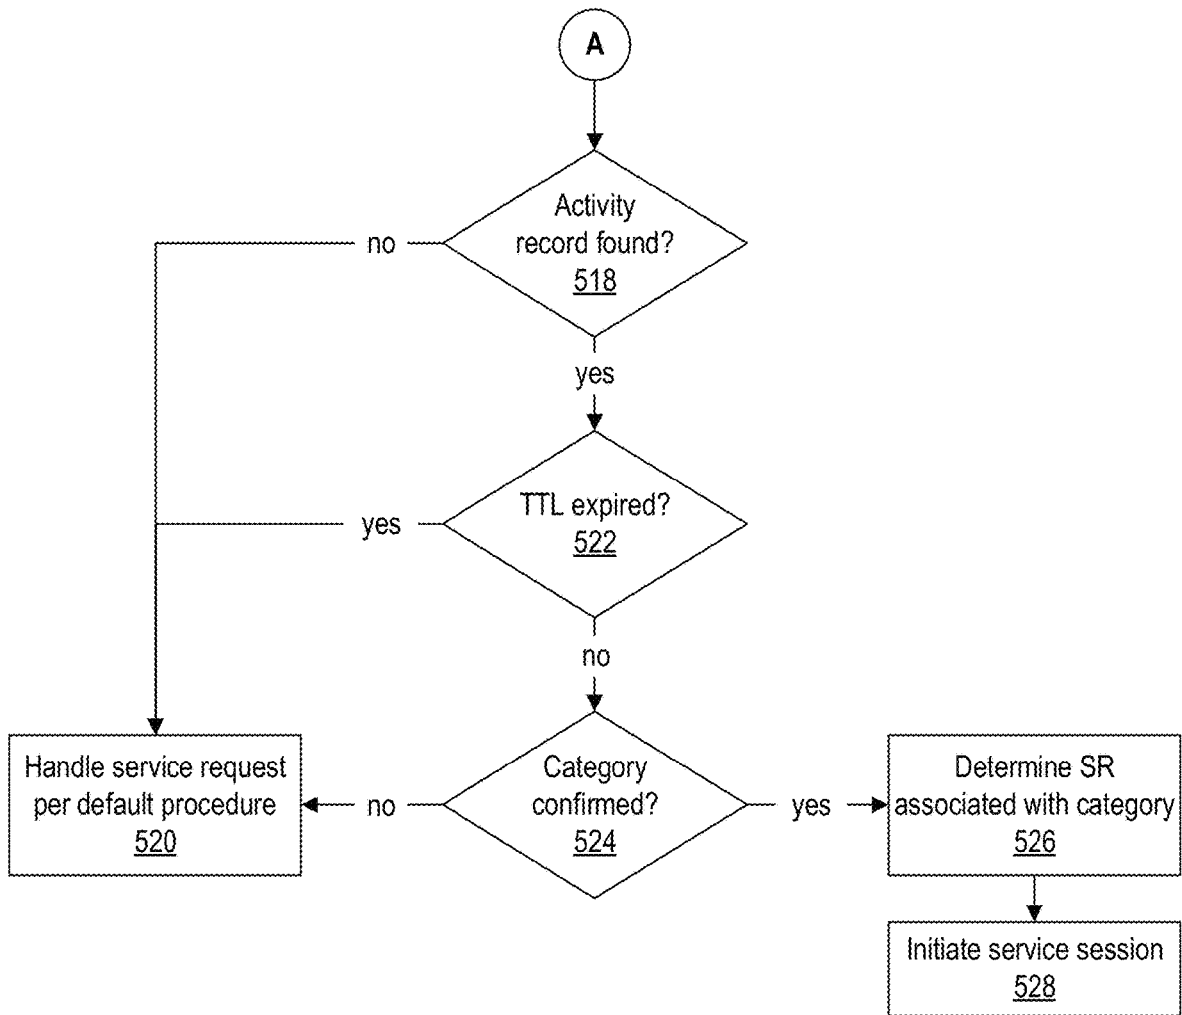 A
Activity
record found?
518
no
yes
TTL expired?
522
yes
no
Handle service request
per default procedure
520
no
Category
confirmed?
524
yes
Determine SR
associated with category
526
Initiate service session
528